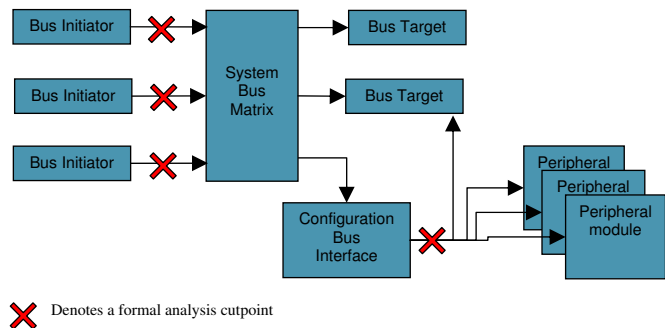 Bus Initiator
Bus Target
System
Bus
Matrix
Bus Initiator
Bus Target
Bus Initiator
Peripheral
Peripheral
Peripheral
module
Configuration
Bus
Interface
Denotes a formal analysis cutpoint